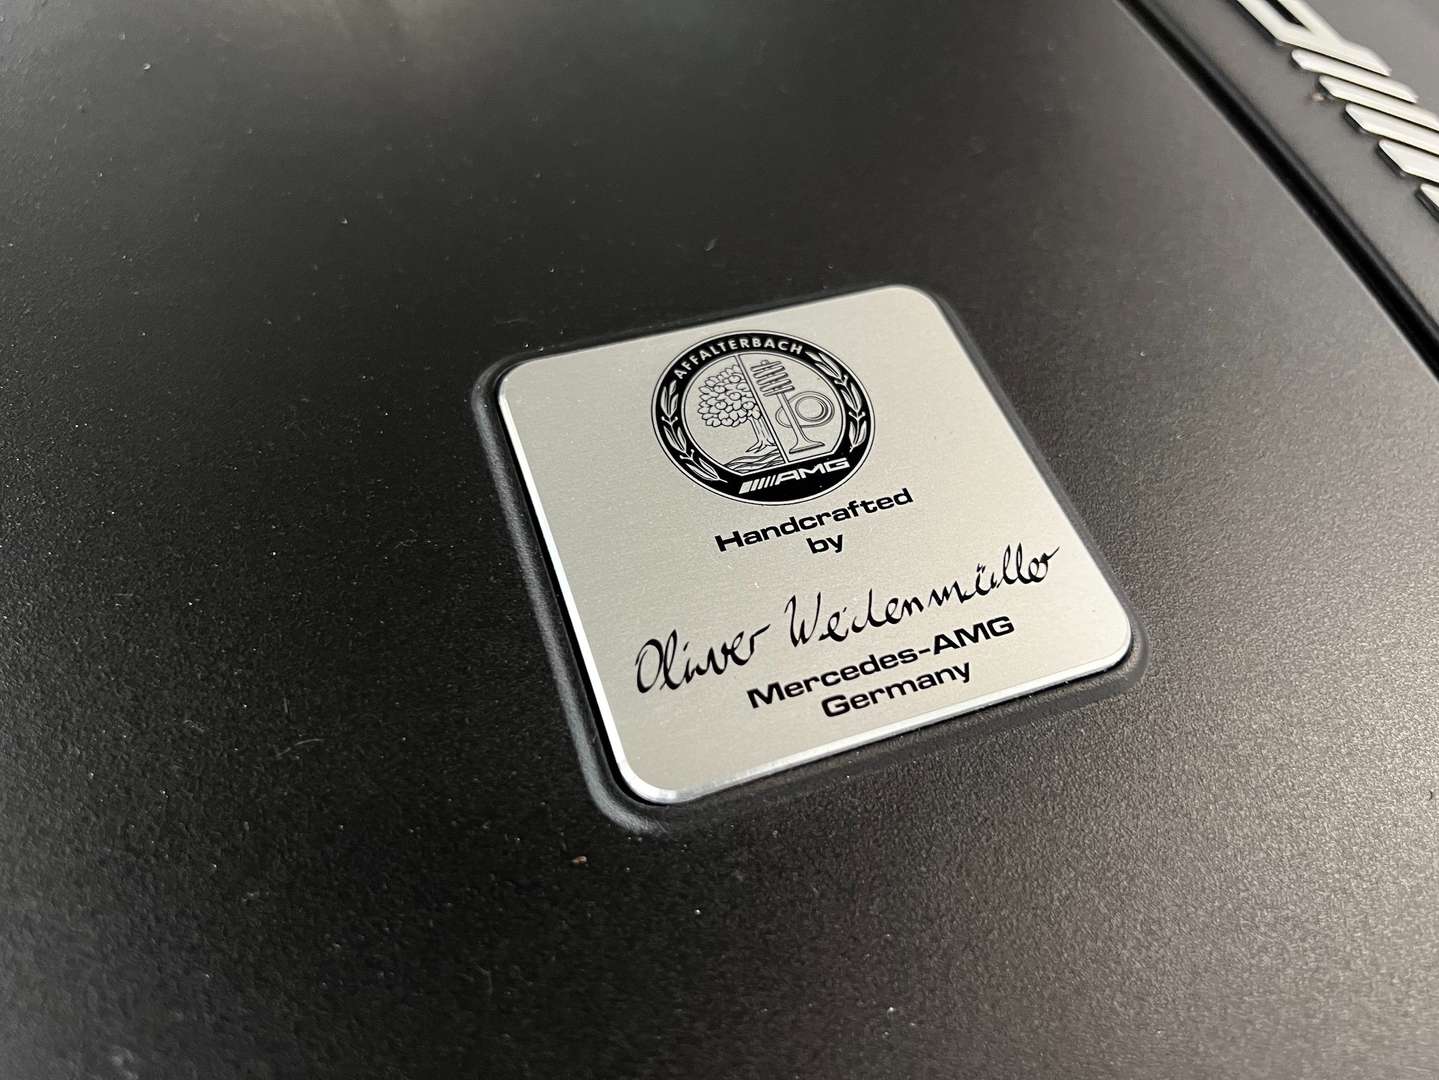 AFFALTERBACH
AMG
Handcrafted
by
Oliver Weidenmüller
Mercedes-AMG
Germany